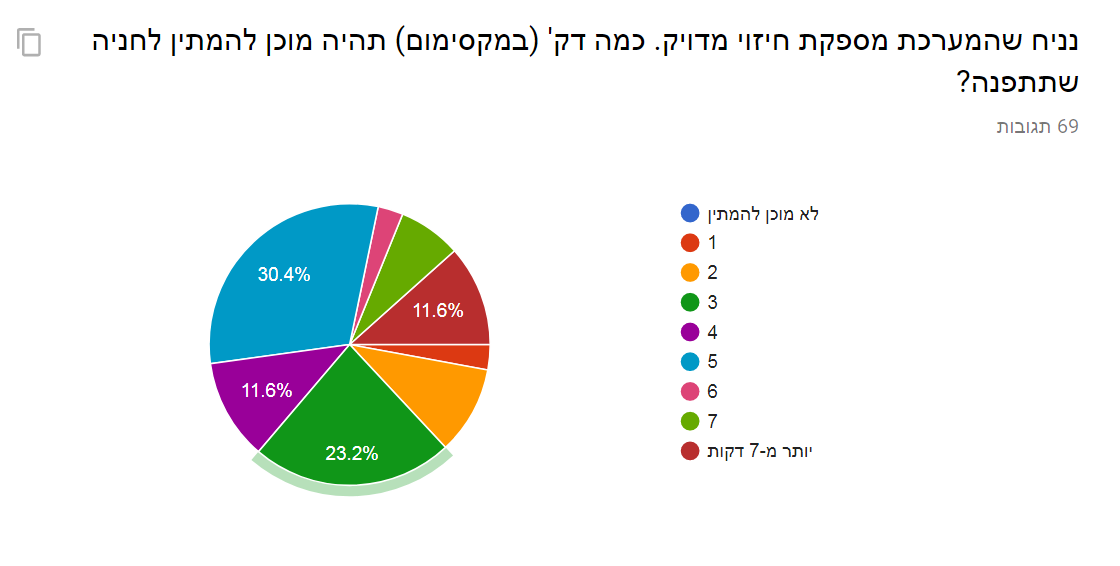 נניח שהמערכת מספקת חיזוי מדויק. כמה דק' (במקסימום) תהיה מוכן להמתין לחניה
שתתפנה?
69 תגובות
לא מוכן להמתין
1
2
3
4
5
6
7
יותר מ-7 דקות
30.4%
11.6%
11.6%
23.2%